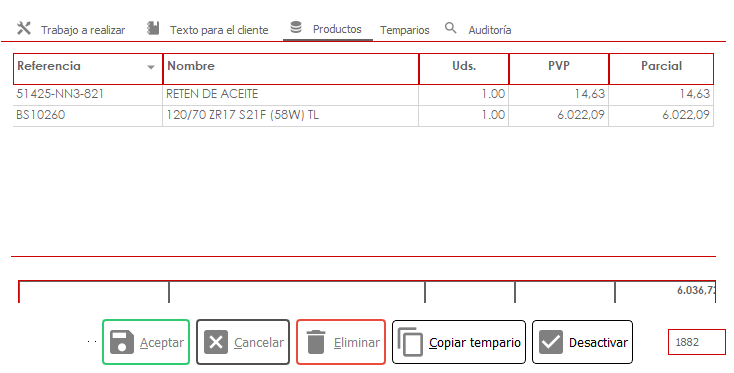 Trabajo a realizar Texto para el cliente Productos Temparios Auditoría
Referencia Nombre Uds. PVP Parcial
51425-NN3-821 RETEN DE ACEITE 1.00 14,63 14,63
BS10260 120/70 ZR17 S21F (58W) TL 1.00 6.022,09 6.022,09
6.036,72
Aceptar Cancelar Eliminar Copiar tempario Desactivar 1882